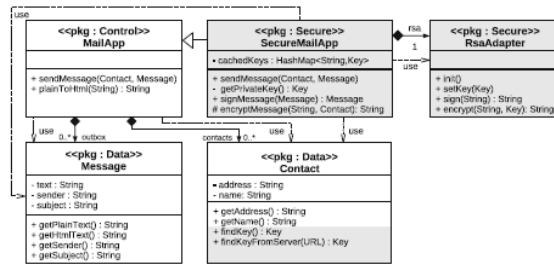 <<pkg : Control>>
MailApp
+ sendMessage(Contact, Message)
+ plainToHtml(String) : String
<<pkg : Secure>>
SecureMailApp
- cachedKeys : HashMap<String,Key>
+ sendMessage(Contact, Message)
- getPrivateKey() : Key
+ signMessage(Message) : Message
# encryptMessage(String, Contact): String
<<pkg : Secure>>
RsaAdapter
+ init()
+ setKey(Key)
+ sign(String) : String
+ encrypt(String, Key) : String
use
rsa
1
use
use
0..*
outbox
use
contacts
0..*
use
<<pkg : Data>>
Message
- text : String
- sender : String
- subject : String
+ getPlainText() : String
+ getHtmlText() : String
+ getSender() : String
+ getSubject() : String
<<pkg : Data>>
Contact
- address : String
- name: String
+ getAddress() : String
+ getName() : String
+ findKey() : Key
+ findKeyFromServer(URL) : Key